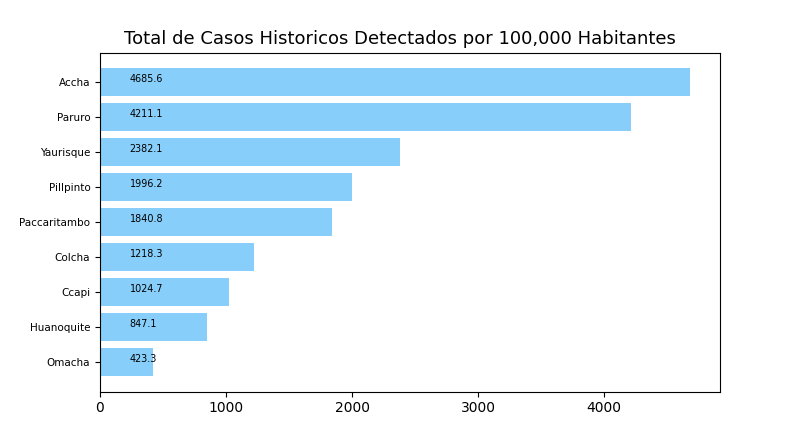 Total de Casos Historicos Detectados por 100,000 Habitantes
Accha 4685.6
Paruro 4211.1
Yaurisque 2382.1
Pillpinto 1996.2
Paccaritambo 1840.8
Colcha 1218.3
Ccapi 1024.7
Huanoquite 847.1
Omacha 423.3
0 1000 2000 3000 4000